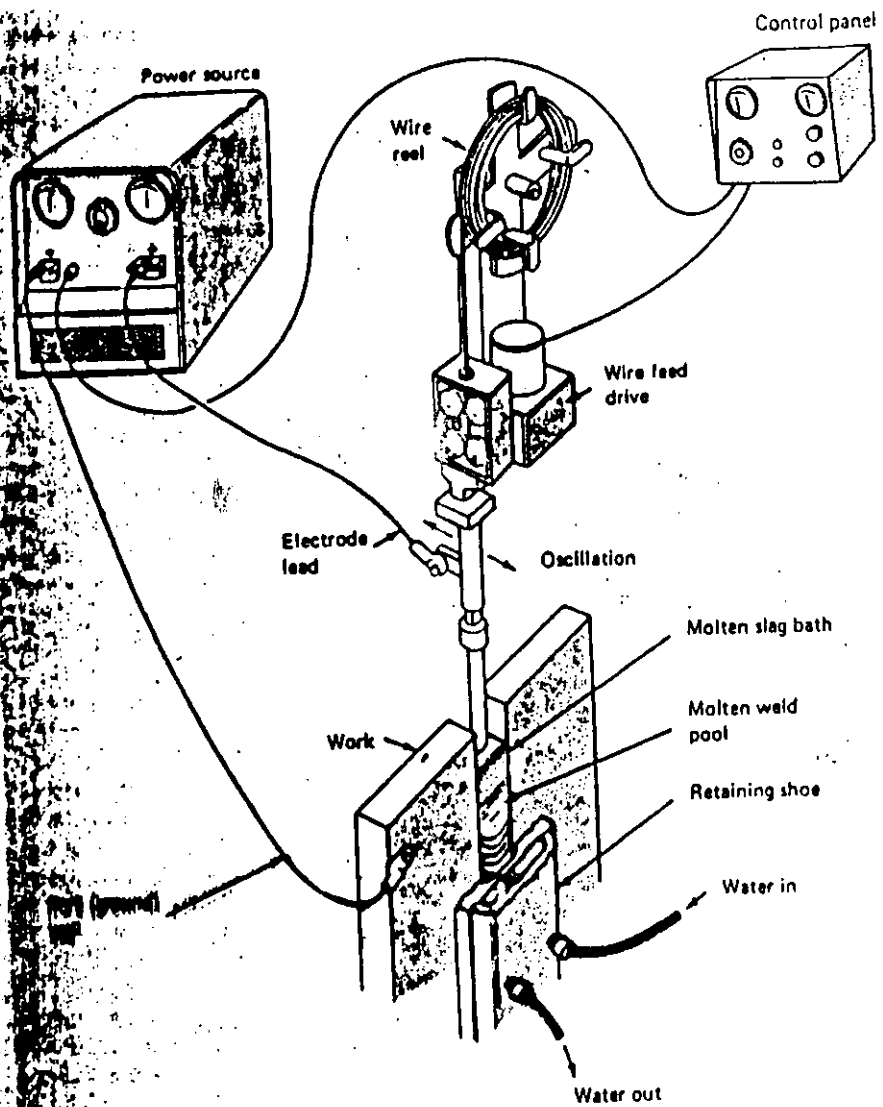 Control panel
Power source
Wire
reel
Wire feed
drive
Electrode
lead
Oscillation
Molten slag bath
Molten weld
pool
Work
Retaining shoe
Water in
(ground)
Water out